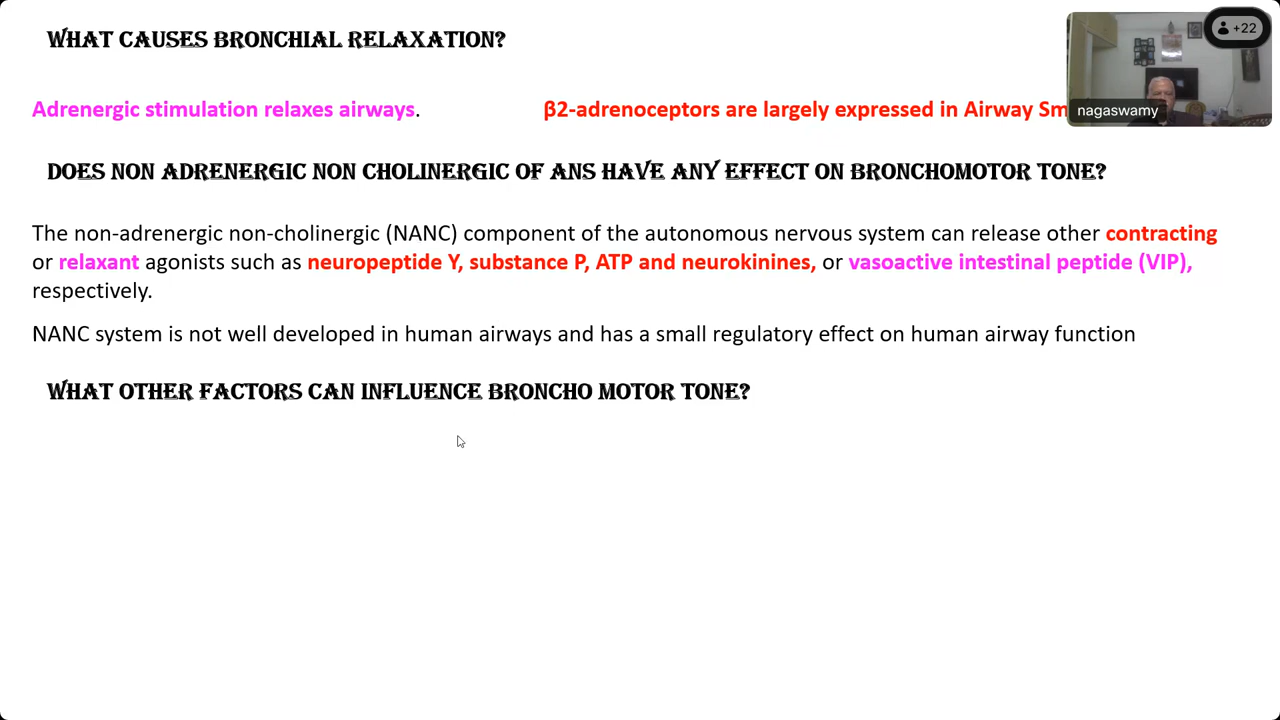 WHAT CAUSES BRONCHIAL RELAXATION?
+22
Adrenergic stimulation relaxes airways.
β2-adrenoceptors are largely expressed in Airway
nagaswamy
DOES NON ADRENERGIC NON CHOLINERGIC OF ANS HAVE ANY EFFECT ON BRONCHOMOTOR TONE?
The non-adrenergic non-cholinergic (NANC) component of the autonomous nervous system can release other contracting
or relaxant agonists such as neuropeptide Y, substance P, ATP and neurokinines, or vasoactive intestinal peptide (VIP),
respectively.
NANC system is not well developed in human airways and has a small regulatory effect on human airway function
WHAT OTHER FACTORS CAN INFLUENCE BRONCHO MOTOR TONE?